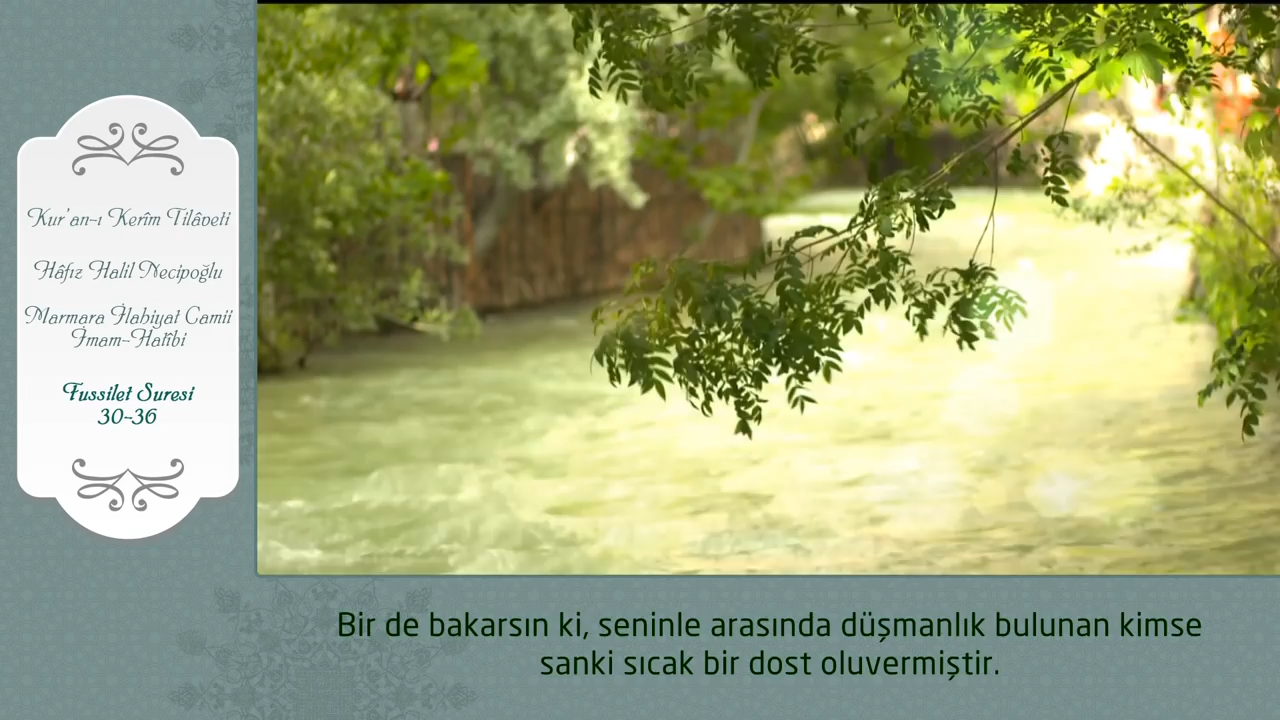 Kur'an-ı Kerîm Tilâveti
Hâfız Halil Necipoğlu
Marmara İlahiyat Camii
İmam-Hatîbi
Fussilet Suresi
30-36
Bir de bakarsın ki, seninle arasında düşmanlık bulunan kimse
sanki sıcak bir dost oluvermiştir.